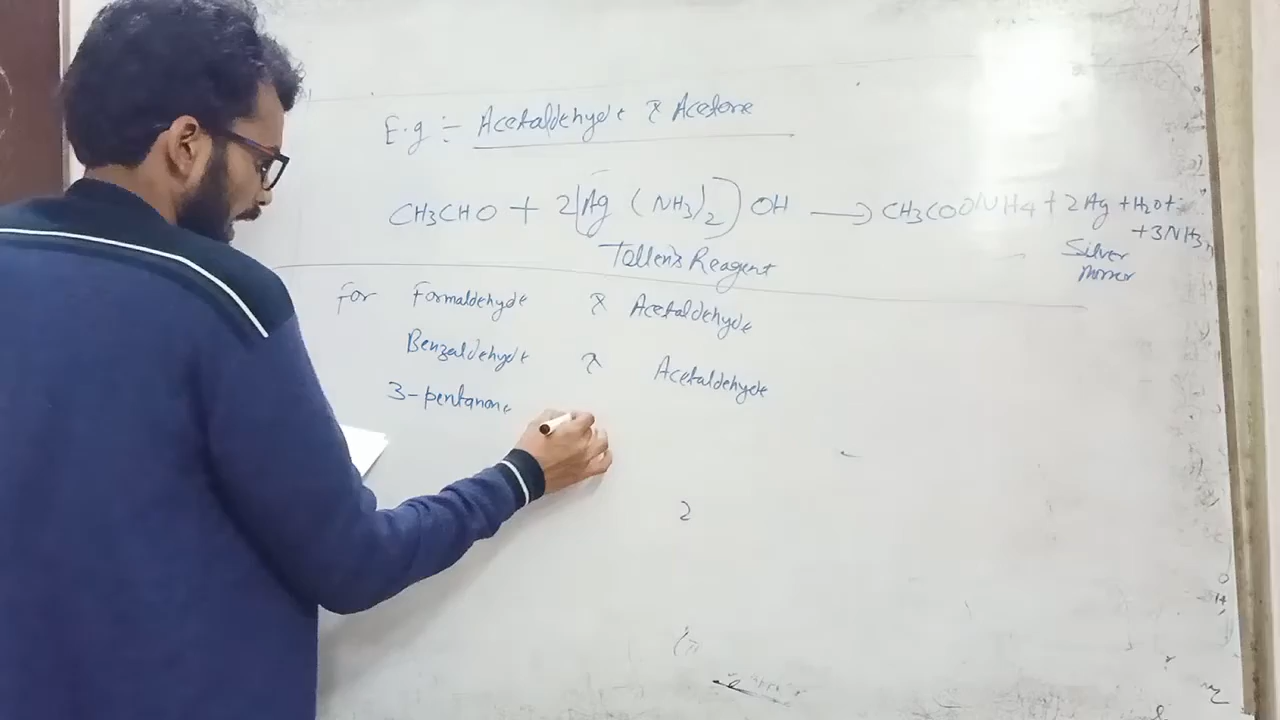 E.g :- Acetaldehyde & Acetone
CH3CHO + 2[Ag (NH3)2] OH → CH3COONH4 + 2Ag + H2O +
+ 3NH3
Tollen's Reagent
Silver
Mirror
For Formaldehyde & Acetaldehyde
Benzaldehyde & Acetaldehyde
3-pentanone
2